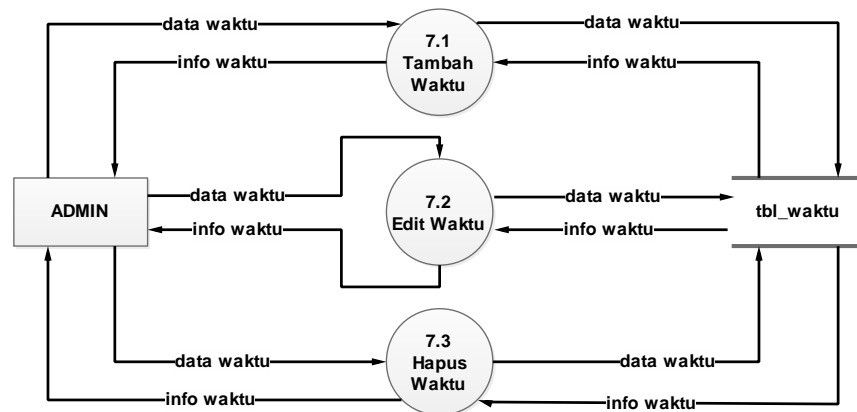 data waktu
7.1
Tambah
Waktu
data waktu
info waktu
info waktu
ADMIN
data waktu
7.2
Edit Waktu
data waktu
tbl_waktu
info waktu
info waktu
data waktu
7.3
Hapus
Waktu
data waktu
info waktu
info waktu